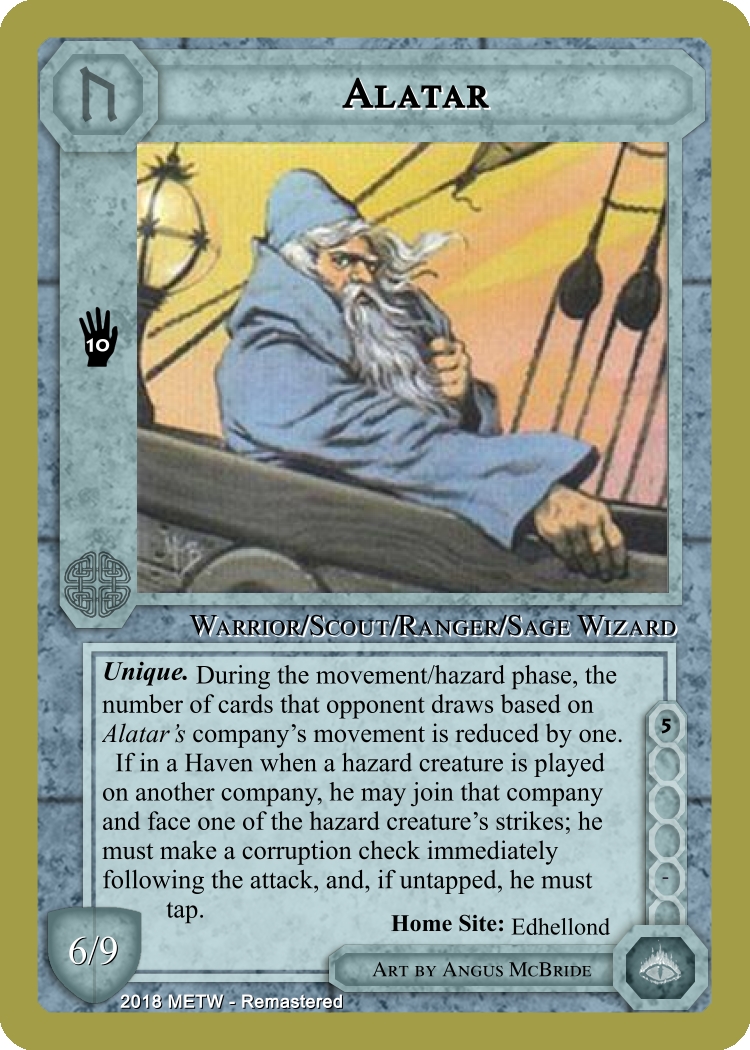 ALATAR
10
WARRIOR/SCOUT/RANGER/SAGE WIZARD
Unique. During the movement/hazard phase, the
number of cards that opponent draws based on
Alatar's company's movement is reduced by one.
If in a Haven when a hazard creature is played
on another company, he may join that company
and face one of the hazard creature's strikes; he
must make a corruption check immediately
following the attack, and, if untapped, he must
tap.
5
-
Home Site: Edhellond
6/9
ART BY ANGUS MCBRIDE
2018 METW - Remastered